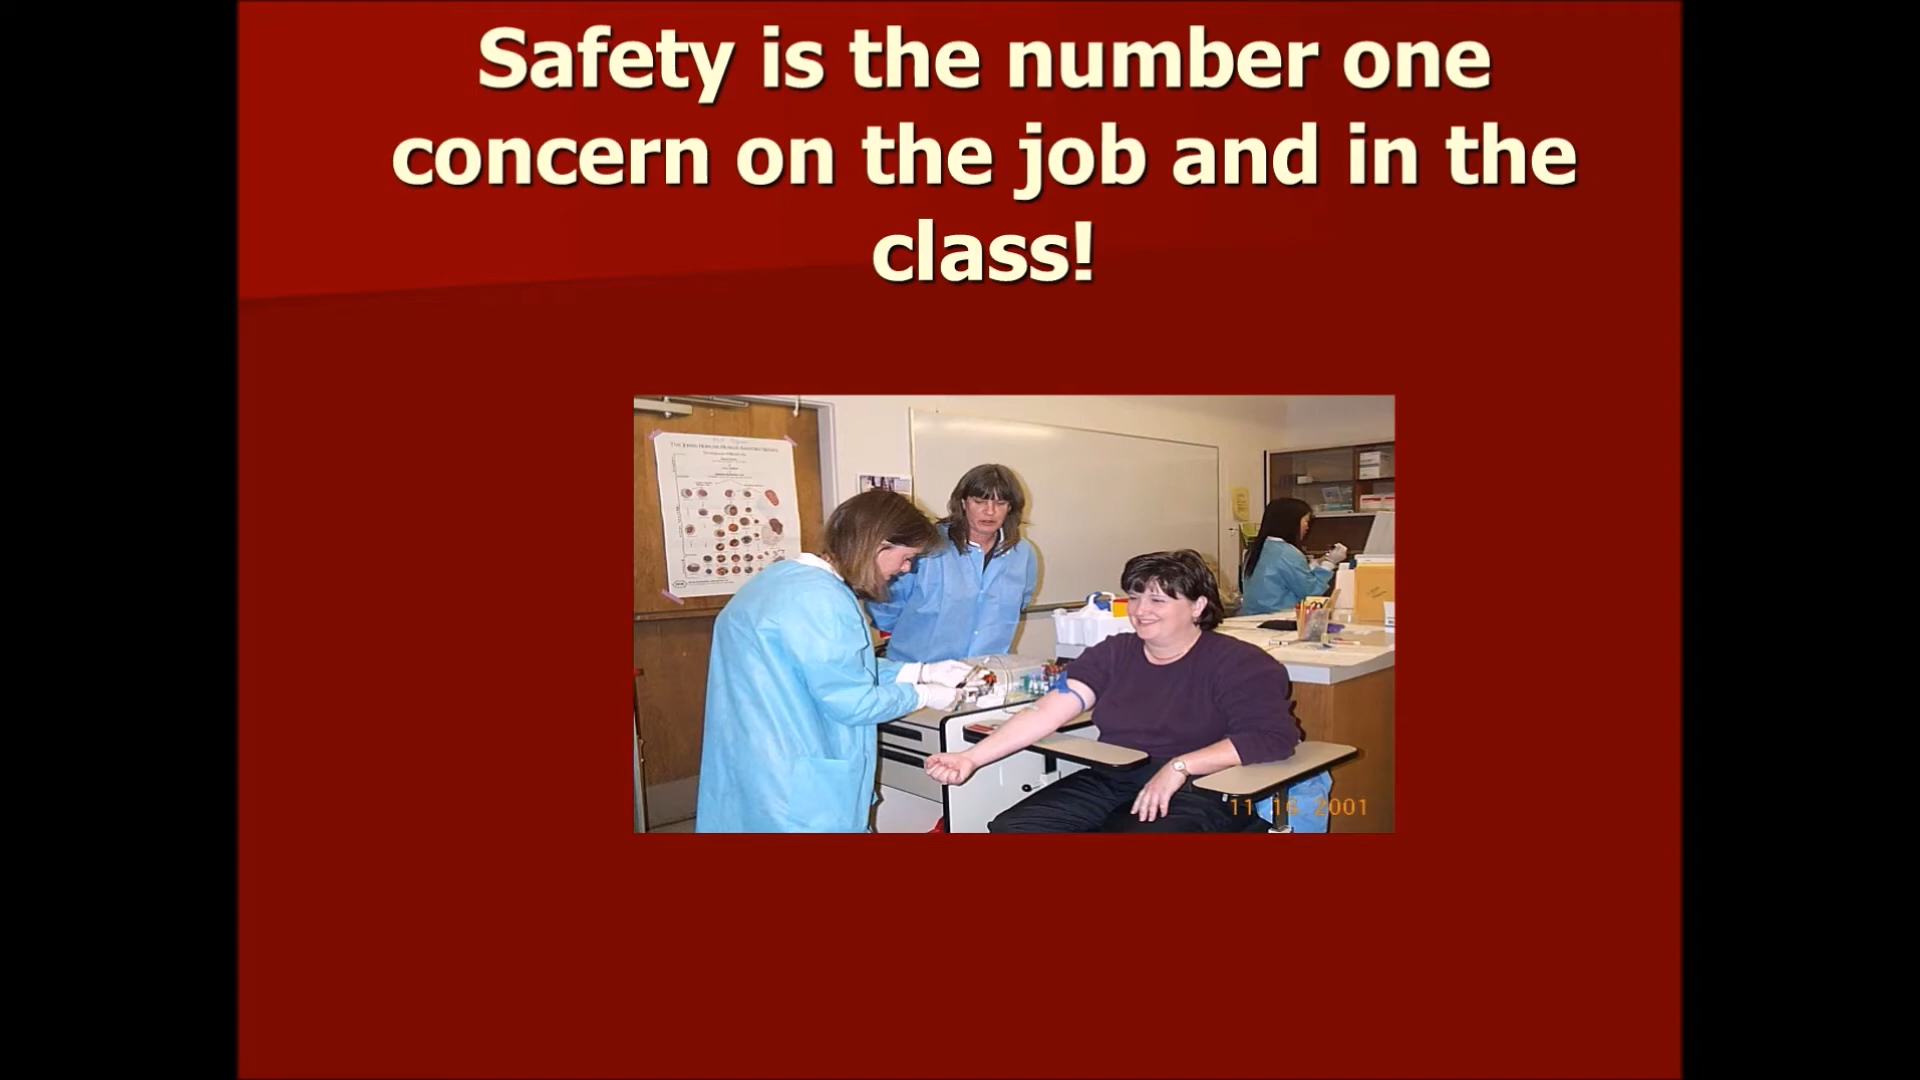 Safety is the number one
concern on the job and in the
class!
11 16 2001